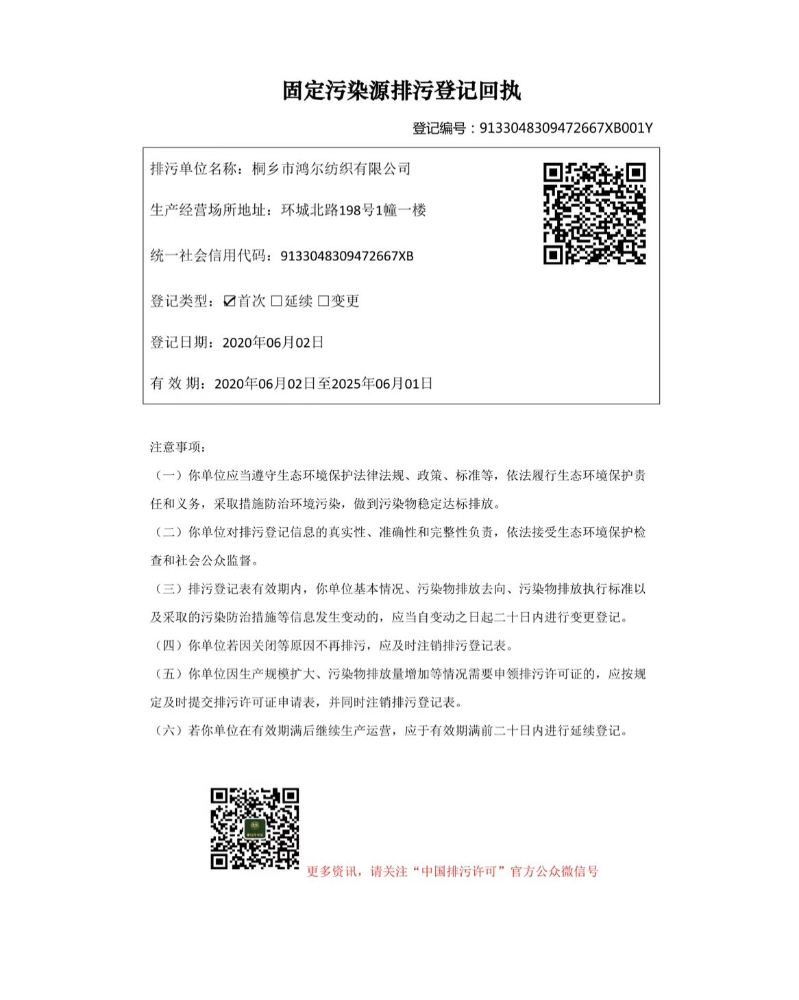 固定污染源排污登记回执
登记编号：9133048309472667XB001Y
排污单位名称：桐乡市鸿尔纺织有限公司
生产经营场所地址：环城北路198号1幢一楼
统一社会信用代码：9133048309472667XB
登记类型：☑首次 □延续 □变更
登记日期：2020年06月02日
有 效 期：2020年06月02日至2025年06月01日
注意事项：
（一）你单位应当遵守生态环境保护法律法规、政策、标准等，依法履行生态环境保护责
任和义务，采取措施防治环境污染，做到污染物稳定达标排放。
（二）你单位对排污登记信息的真实性、准确性和完整性负责，依法接受生态环境保护检
查和社会公众监督。
（三）排污登记表有效期内，你单位基本情况、污染物排放去向、污染物排放执行标准以
及采取的污染防治措施等信息发生变动的，应当自变动之日起二十日内进行变更登记。
（四）你单位若因关闭等原因不再排污，应及时注销排污登记表。
（五）你单位因生产规模扩大、污染物排放量增加等情况需要申领排污许可证的，应按规
定及时提交排污许可证申请表，并同时注销排污登记表。
（六）若你单位在有效期满后继续生产运营，应于有效期满前二十日内进行延续登记。
更多资讯，请关注“中国排污许可”官方公众微信号